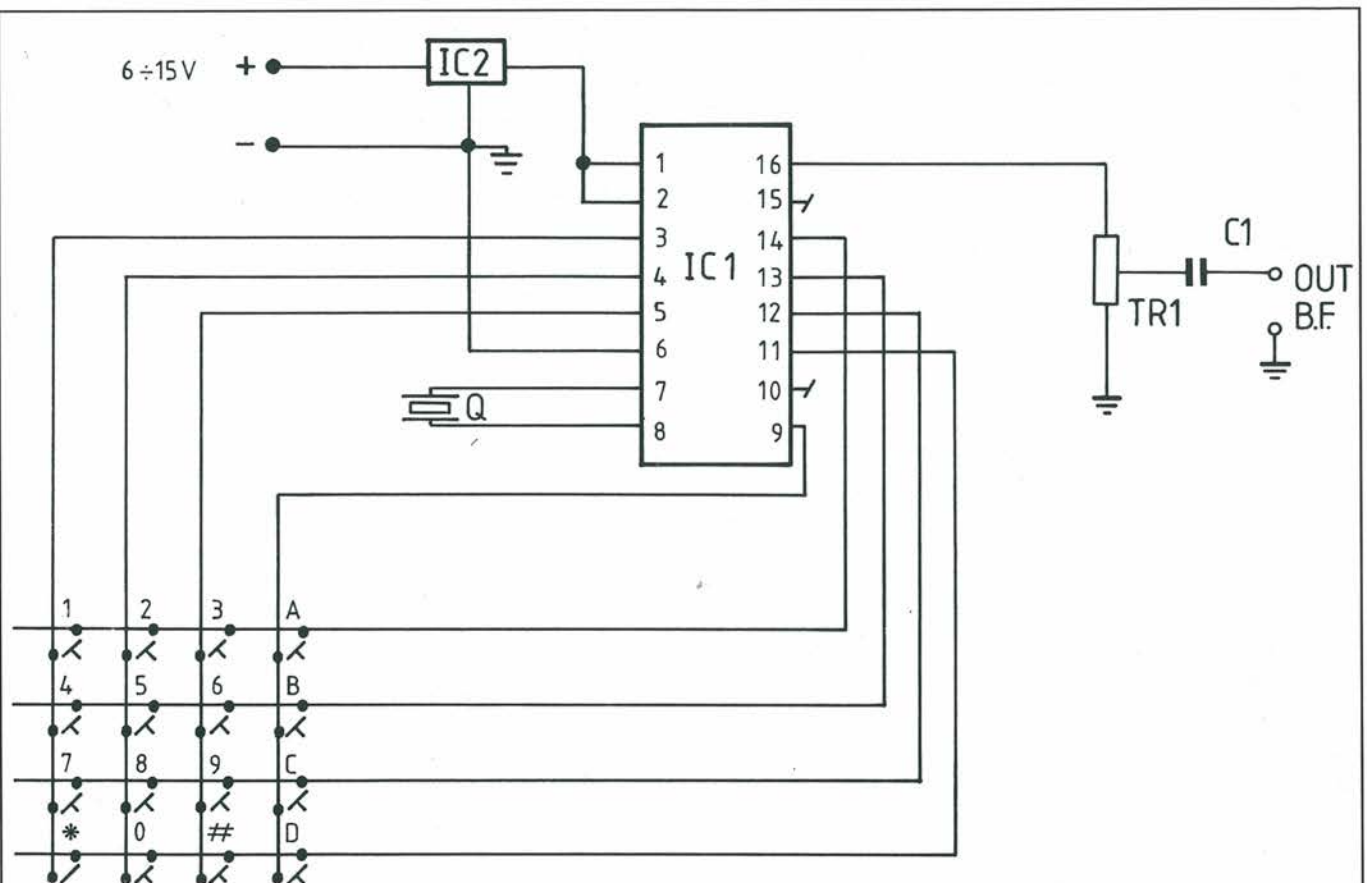 6÷15V + IC2
-
1 16
2 15
3 14
IC1
4 13
5 12
6 11
7 10
8 9
Q
C1
OUT
B.F.
TR1
1 2 3 A
4 5 6 B
7 8 9 C
* 0 # D